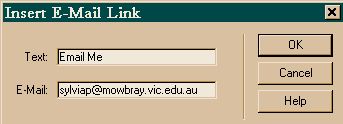 Insert E-Mail Link
Text: Email Me
OK
Cancel
E-Mail: sylviap@mowbray.vic.edu.au
Help